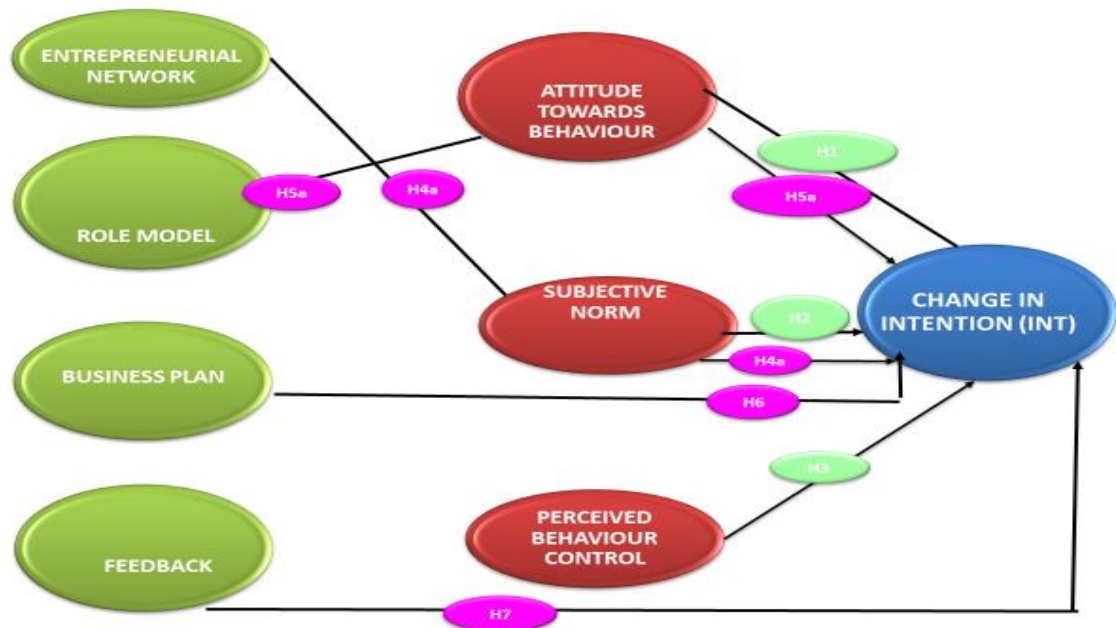 ENTREPRENEURIAL
NETWORK
ATTITUDE
TOWARDS
BEHAVIOUR
H1
H5a
H4a
H5a
ROLE MODEL
SUBJECTIVE
NORM
H2
CHANGE IN
INTENTION (INT)
H4a
BUSINESS PLAN
H6
H3
PERCEIVED
BEHAVIOUR
CONTROL
FEEDBACK
H7